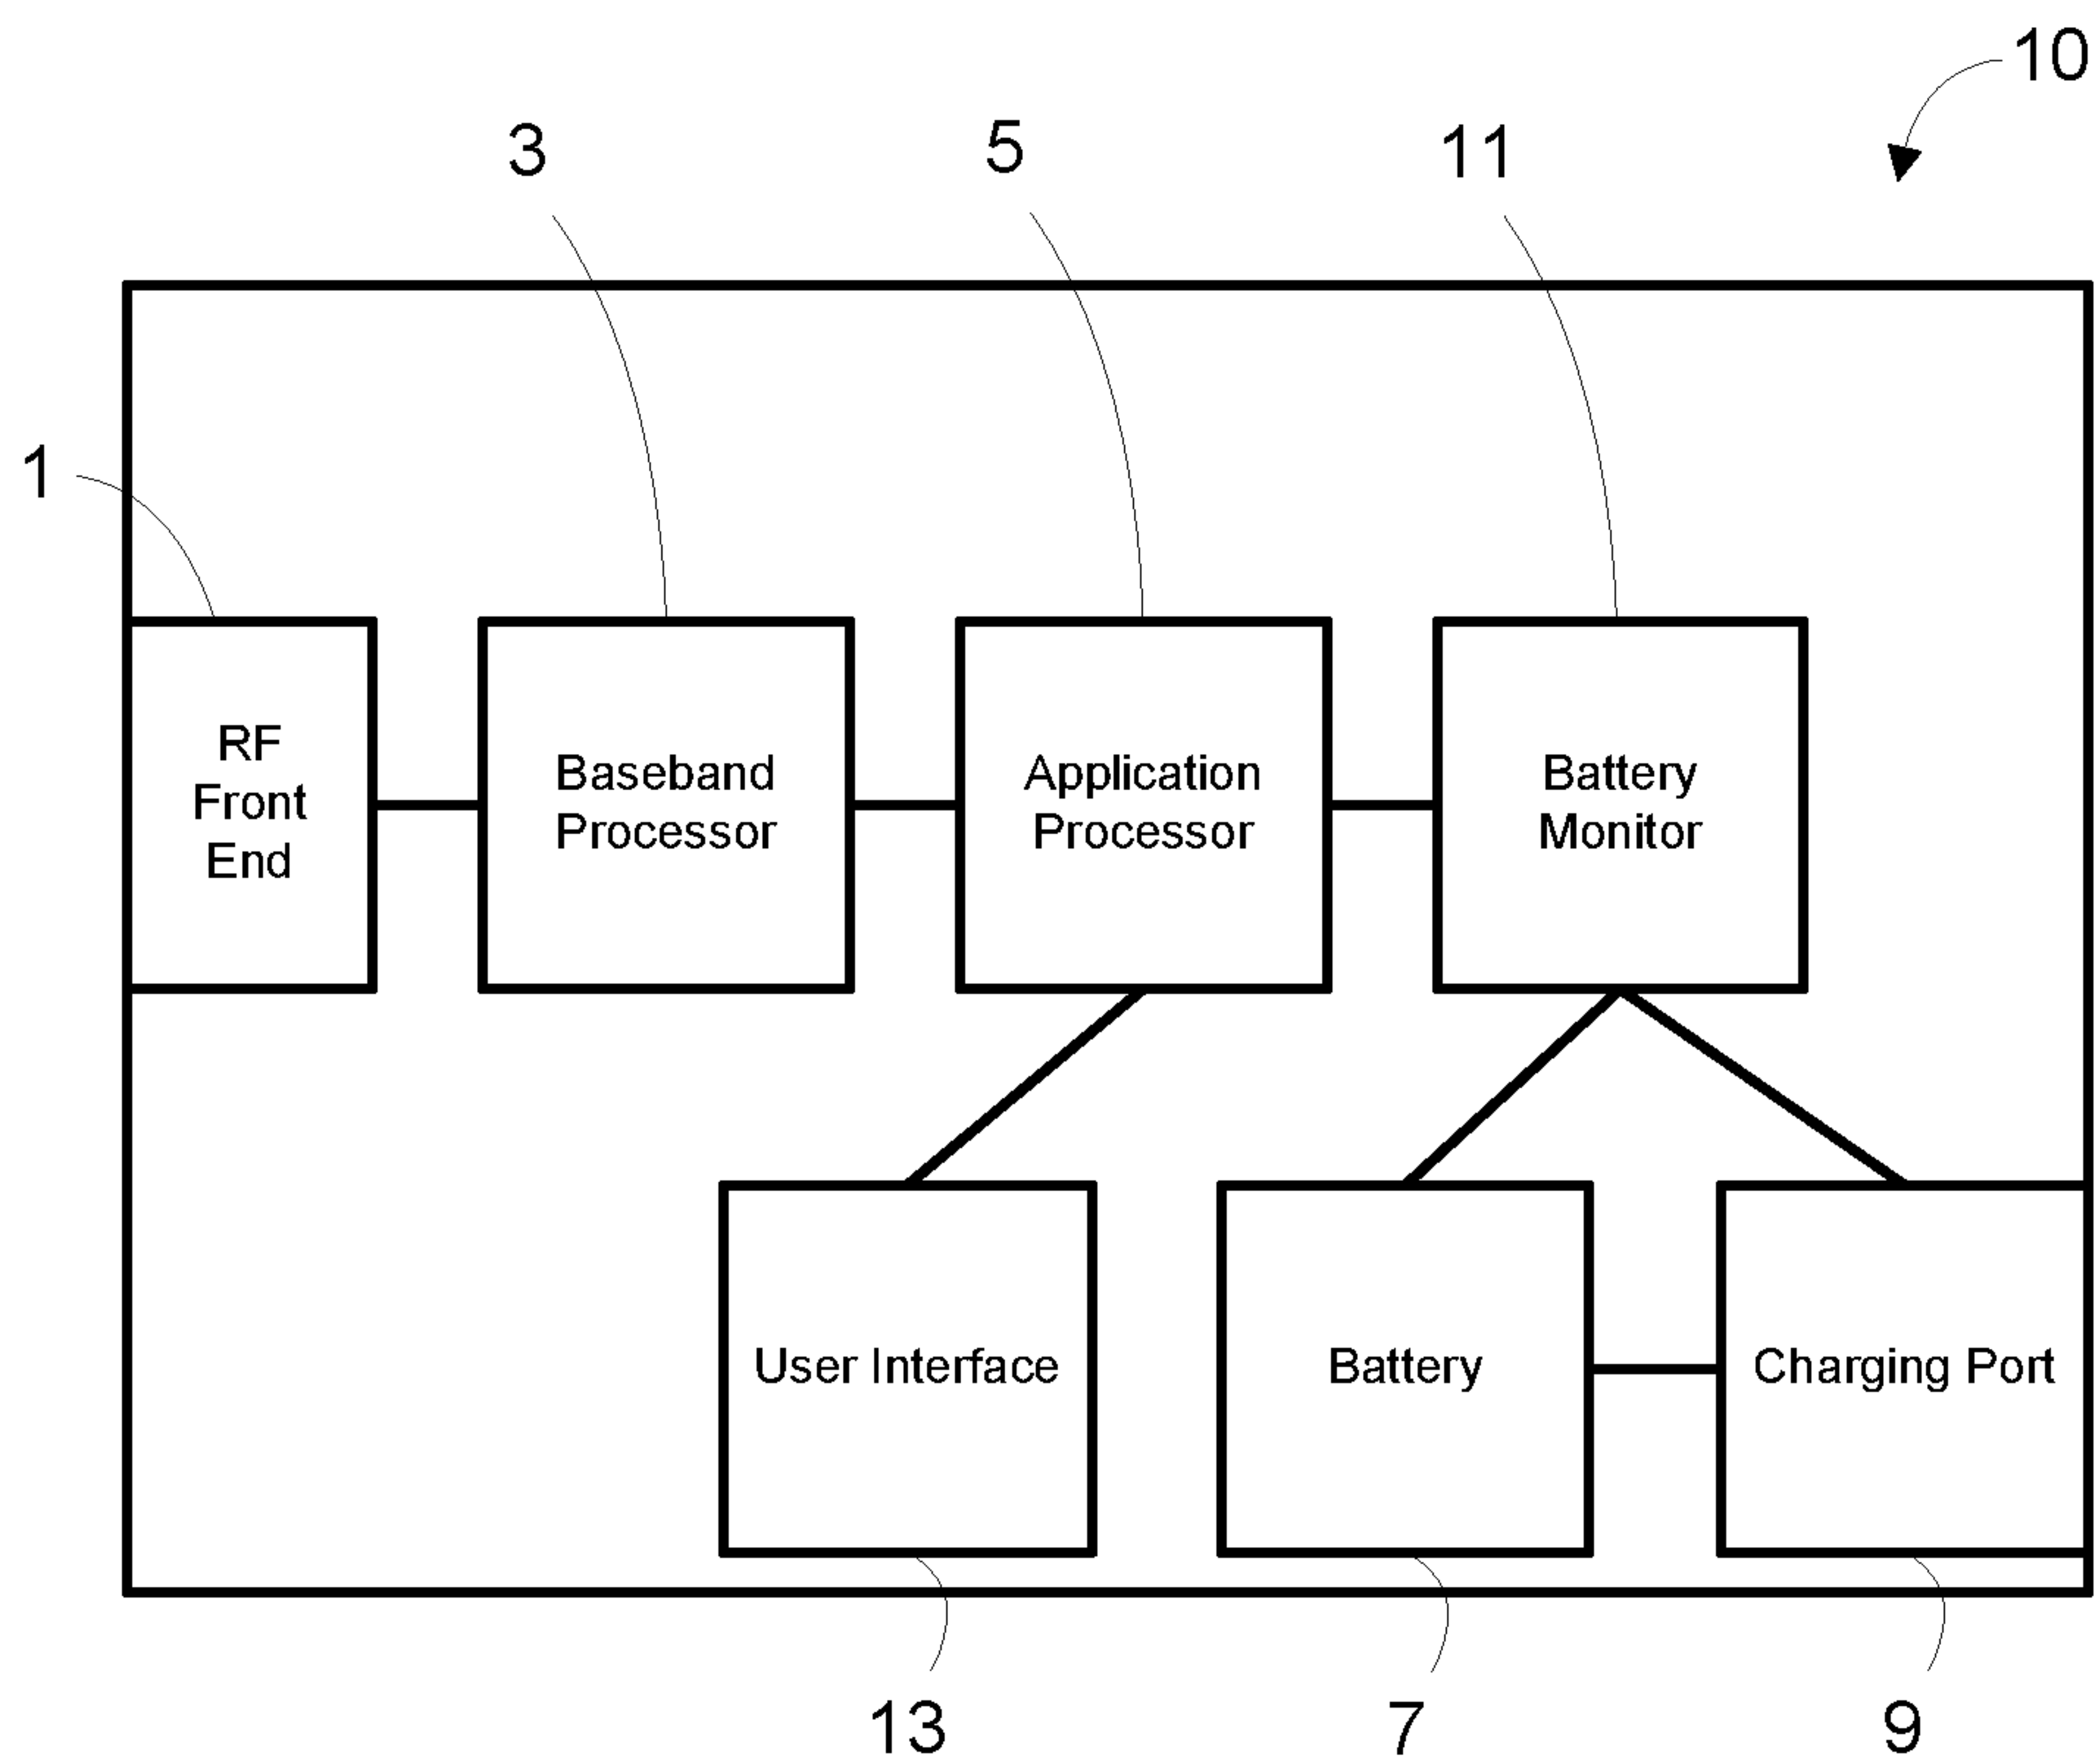 10
3
5
11
1
RF
Front
End
Baseband
Processor
Application
Processor
Battery
Monitor
User Interface
Battery
Charging Port
13
7
9